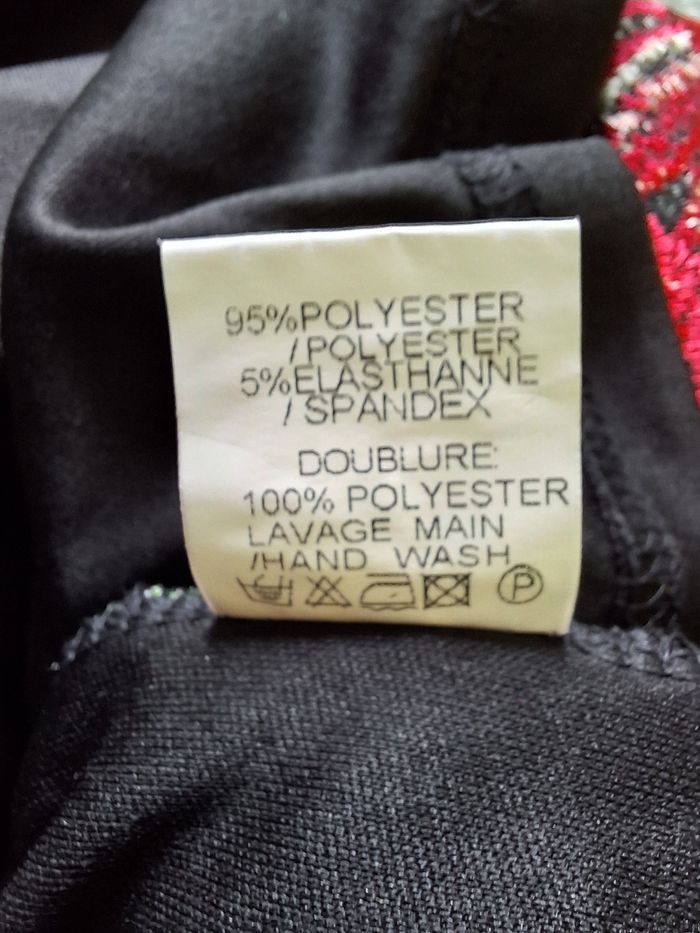 95%POLYESTER
/POLYESTER
5%ELASTHANNE
/SPANDEX
DOUBLURE:
100% POLYESTER
LAVAGE MAIN
/HAND WASH
P